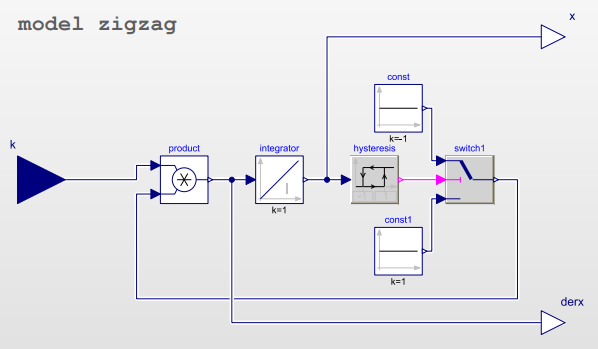 model zigzag
x
const
k=-1
k
product
integrator
k=1
hysteresis
switch1
const1
k=1
derx